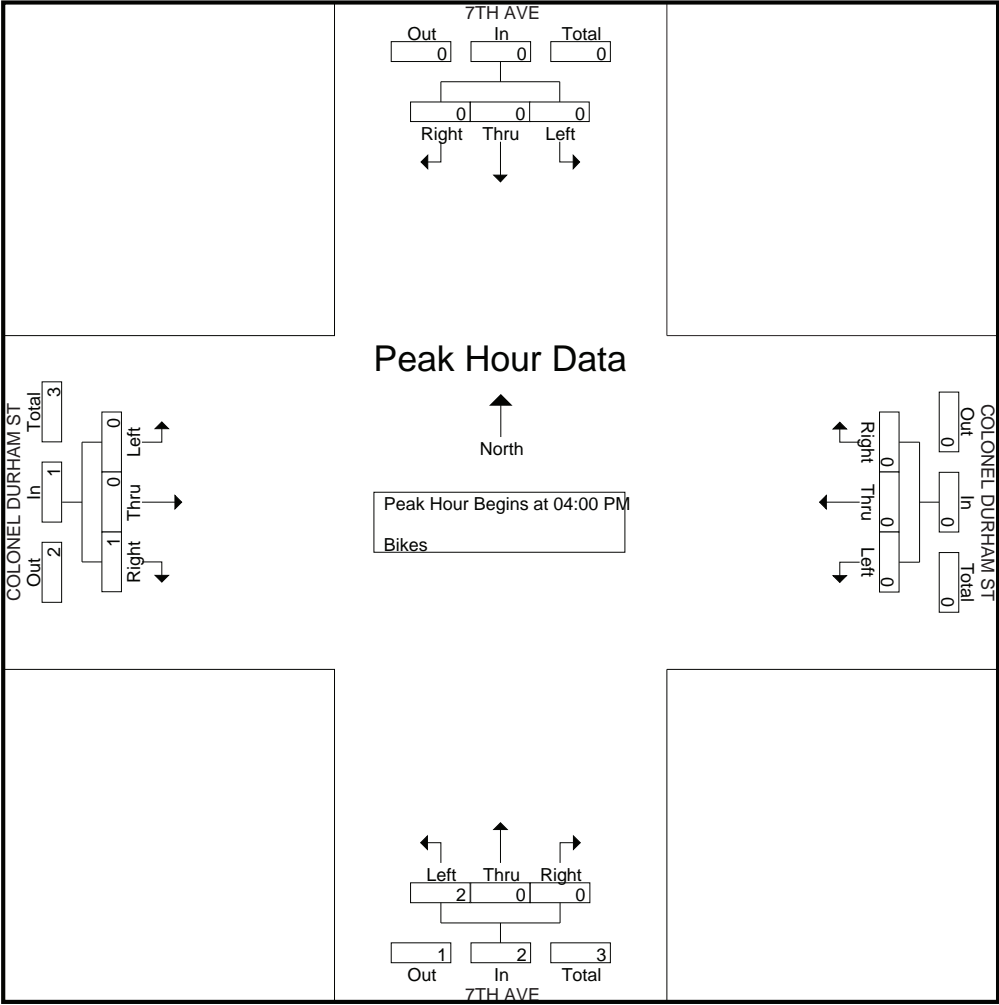 7TH AVE
Out In Total
0 0 0
0 0 0
Right Thru Left
Peak Hour Data
North
Peak Hour Begins at 04:00 PM
Bikes
COLONEL DURHAM ST
Out In Total
2 1 3
1 0 0
Right Thru Left
COLONEL DURHAM ST
Out In Total
0 0 0
0 0 0
Right Thru Left
Left Thru Right
2 0 0
1 2 3
Out In Total
7TH AVE